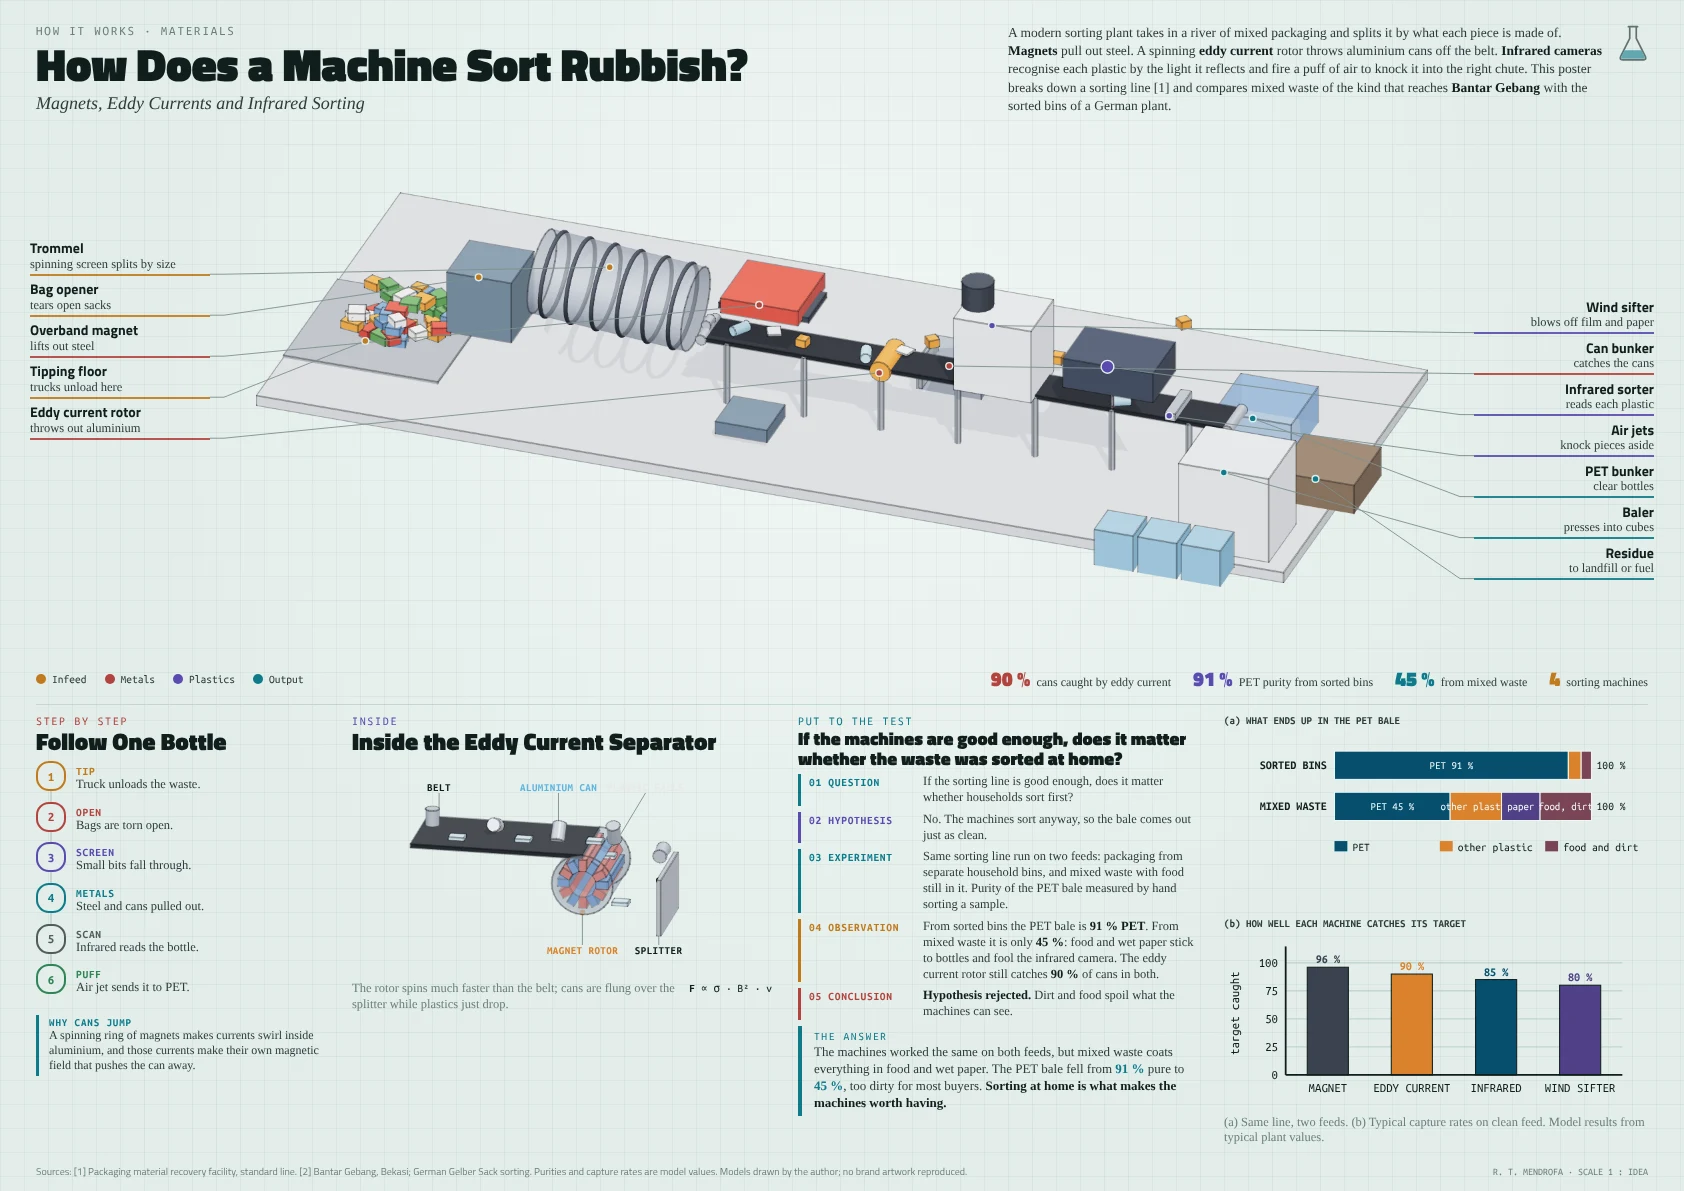 HOW IT WORKS · MATERIALS
How Does a Machine Sort Rubbish?
Magnets, Eddy Currents and Infrared Sorting
A modern sorting plant takes in a river of mixed packaging and splits it by what each piece is made of.
Magnets pull out steel. A spinning eddy current rotor throws aluminium cans off the belt. Infrared cameras
recognise each plastic by the light it reflects and fire a puff of air to knock it into the right chute. This poster
breaks down a sorting line [1] and compares mixed waste of the kind that reaches Bantar Gebang with the
sorted bins of a German plant.
Trommel
spinning screen splits by size
Bag opener
tears open sacks
Overband magnet
lifts out steel
Tipping floor
trucks unload here
Eddy current rotor
throws out aluminium
Wind sifter
blows off film and paper
Can bunker
catches the cans
Infrared sorter
reads each plastic
Air jets
knock pieces aside
PET bunker
clear bottles
Baler
presses into cubes
Residue
to landfill or fuel
Infeed
Metals
Plastics
Output
90 % cans caught by eddy current
91 % PET purity from sorted bins
45 % from mixed waste
4 sorting machines
STEP BY STEP
Follow One Bottle
1
TIP
Truck unloads the waste.
2
OPEN
Bags are torn open.
3
SCREEN
Small bits fall through.
4
METALS
Steel and cans pulled out.
5
SCAN
Infrared reads the bottle.
6
PUFF
Air jet sends it to PET.
WHY CANS JUMP
A spinning ring of magnets makes currents swirl inside
aluminium, and those currents make their own magnetic
field that pushes the can away.
INSIDE
Inside the Eddy Current Separator
BELT
ALUMINIUM CAN
MAGNET ROTOR
SPLITTER
The rotor spins much faster than the belt; cans are flung over the
splitter while plastics just drop.
F ∝ σ · B² · v
PUT TO THE TEST
If the machines are good enough, does it matter
whether the waste was sorted at home?
01 QUESTION
If the sorting line is good enough, does it matter
whether households sort first?
02 HYPOTHESIS
No. The machines sort anyway, so the bale comes out
just as clean.
03 EXPERIMENT
Same sorting line run on two feeds: packaging from
separate household bins, and mixed waste with food
still in it. Purity of the PET bale measured by hand
sorting a sample.
04 OBSERVATION
From sorted bins the PET bale is 91 % PET. From
mixed waste it is only 45 %: food and wet paper stick
to bottles and fool the infrared camera. The eddy
current rotor still catches 90 % of cans in both.
05 CONCLUSION
Hypothesis rejected. Dirt and food spoil what the
machines can see.
THE ANSWER
The machines worked the same on both feeds, but mixed waste coats
everything in food and wet paper. The PET bale fell from 91 % pure to
45 %, too dirty for most buyers. Sorting at home is what makes the
machines worth having.
(a) WHAT ENDS UP IN THE PET BALE
SORTED BINS
PET 91 %
100 %
MIXED WASTE
PET 45 %
other plast
paper
food, dirt
100 %
PET
other plastic
food and dirt
(b) HOW WELL EACH MACHINE CATCHES ITS TARGET
target caught
100
75
50
25
0
96 %
90 %
85 %
80 %
MAGNET
EDDY CURRENT
INFRARED
WIND SIFTER
(a) Same line, two feeds. (b) Typical capture rates on clean feed. Model results from
typical plant values.
Sources: [1] Packaging material recovery facility, standard line. [2] Bantar Gebang, Bekasi; German Gelber Sack sorting. Purities and capture rates are model values. Models drawn by the author; no brand artwork reproduced.
R. T. MENDROFA · SCALE 1 : IDEA